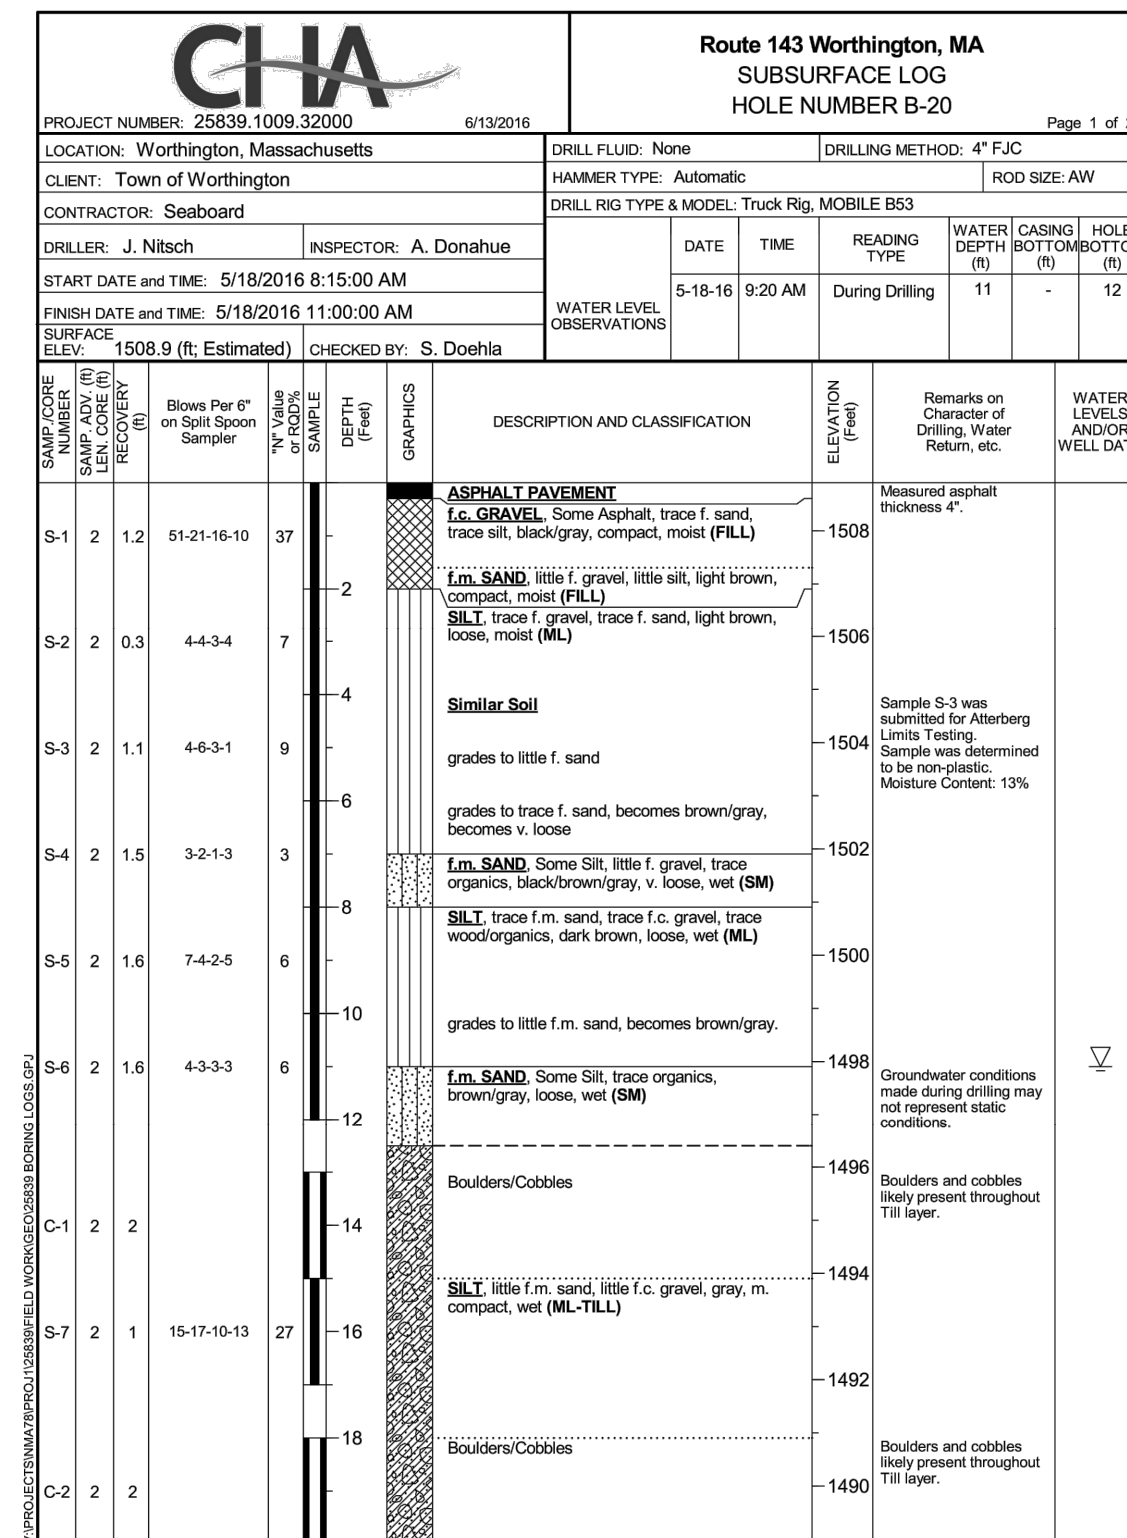 CHA
Route 143 Worthington, MA
SUBSURFACE LOG
HOLE NUMBER B-20
PROJECT NUMBER: 25839.1009.32000 6/13/2016
Page 1 of
LOCATION: Worthington, Massachusetts
DRILL FLUID: None
DRILLING METHOD: 4" FJC
CLIENT: Town of Worthington
HAMMER TYPE: Automatic
ROD SIZE: AW
CONTRACTOR: Seaboard
DRILL RIG TYPE & MODEL: Truck Rig, MOBILE B53
DRILLER: J. Nitsch
INSPECTOR: A. Donahue
START DATE and TIME: 5/18/2016 8:15:00 AM
FINISH DATE and TIME: 5/18/2016 11:00:00 AM
SURFACE
ELEV: 1508.9 (ft; Estimated)
CHECKED BY: S. Doehla
WATER LEVEL
OBSERVATIONS
DATE
TIME
READING
TYPE
WATER
DEPTH
(ft)
CASING
BOTTOM
(ft)
HOLE
BOTTO
(ft)
5-18-16 9:20 AM During Drilling 11 - 12
SAMP./CORE
NUMBER
SAMP. ADV. (ft)
LEN. CORE (ft)
RECOVERY
(ft)
Blows Per 6"
on Split Spoon
Sampler
"N" Value
or RQD%
SAMPLE
DEPTH
(Feet)
GRAPHICS
DESCRIPTION AND CLASSIFICATION
ELEVATION
(Feet)
Remarks on
Character of
Drilling, Water
Return, etc.
WATER
LEVELS
AND/OR
WELL DAT
ASPHALT PAVEMENT
Measured asphalt
thickness 4".
f.c. GRAVEL, Some Asphalt, trace f. sand,
trace silt, black/gray, compact, moist (FILL)
1508
S-1 2 1.2 51-21-16-10 37
f.m. SAND, little f. gravel, little silt, light brown,
compact, moist (FILL)
2
SILT, trace f. gravel, trace f. sand, light brown,
loose, moist (ML)
1506
S-2 2 0.3 4-4-3-4 7
4
Similar Soil
Sample S-3 was
submitted for Atterberg
Limits Testing.
Sample was determined
to be non-plastic.
Moisture Content: 13%
1504
S-3 2 1.1 4-6-3-1 9
grades to little f. sand
6
grades to trace f. sand, becomes brown/gray,
becomes v. loose
1502
S-4 2 1.5 3-2-1-3 3
f.m. SAND, Some Silt, little f. gravel, trace
organics, black/brown/gray, v. loose, wet (SM)
8
SILT, trace f.m. sand, trace f.c. gravel, trace
wood/organics, dark brown, loose, wet (ML)
1500
S-5 2 1.6 7-4-2-5 6
10
grades to little f.m. sand, becomes brown/gray.
1498
S-6 2 1.6 4-3-3-3 6
f.m. SAND, Some Silt, trace organics,
brown/gray, loose, wet (SM)
Groundwater conditions
made during drilling may
not represent static
conditions.
12
1496
Boulders/Cobbles
Boulders and cobbles
likely present throughout
Till layer.
C-1 2 2
14
1494
SILT, little f.m. sand, little f.c. gravel, gray, m.
compact, wet (ML-TILL)
S-7 2 1 15-17-10-13 27
16
1492
18
Boulders/Cobbles
Boulders and cobbles
likely present throughout
Till layer.
1490
C-2 2 2
:\PROJECTS\NMA78\PROJ1\25839\FIELD WORK\GEO\25839 BORING LOGS.GPJ